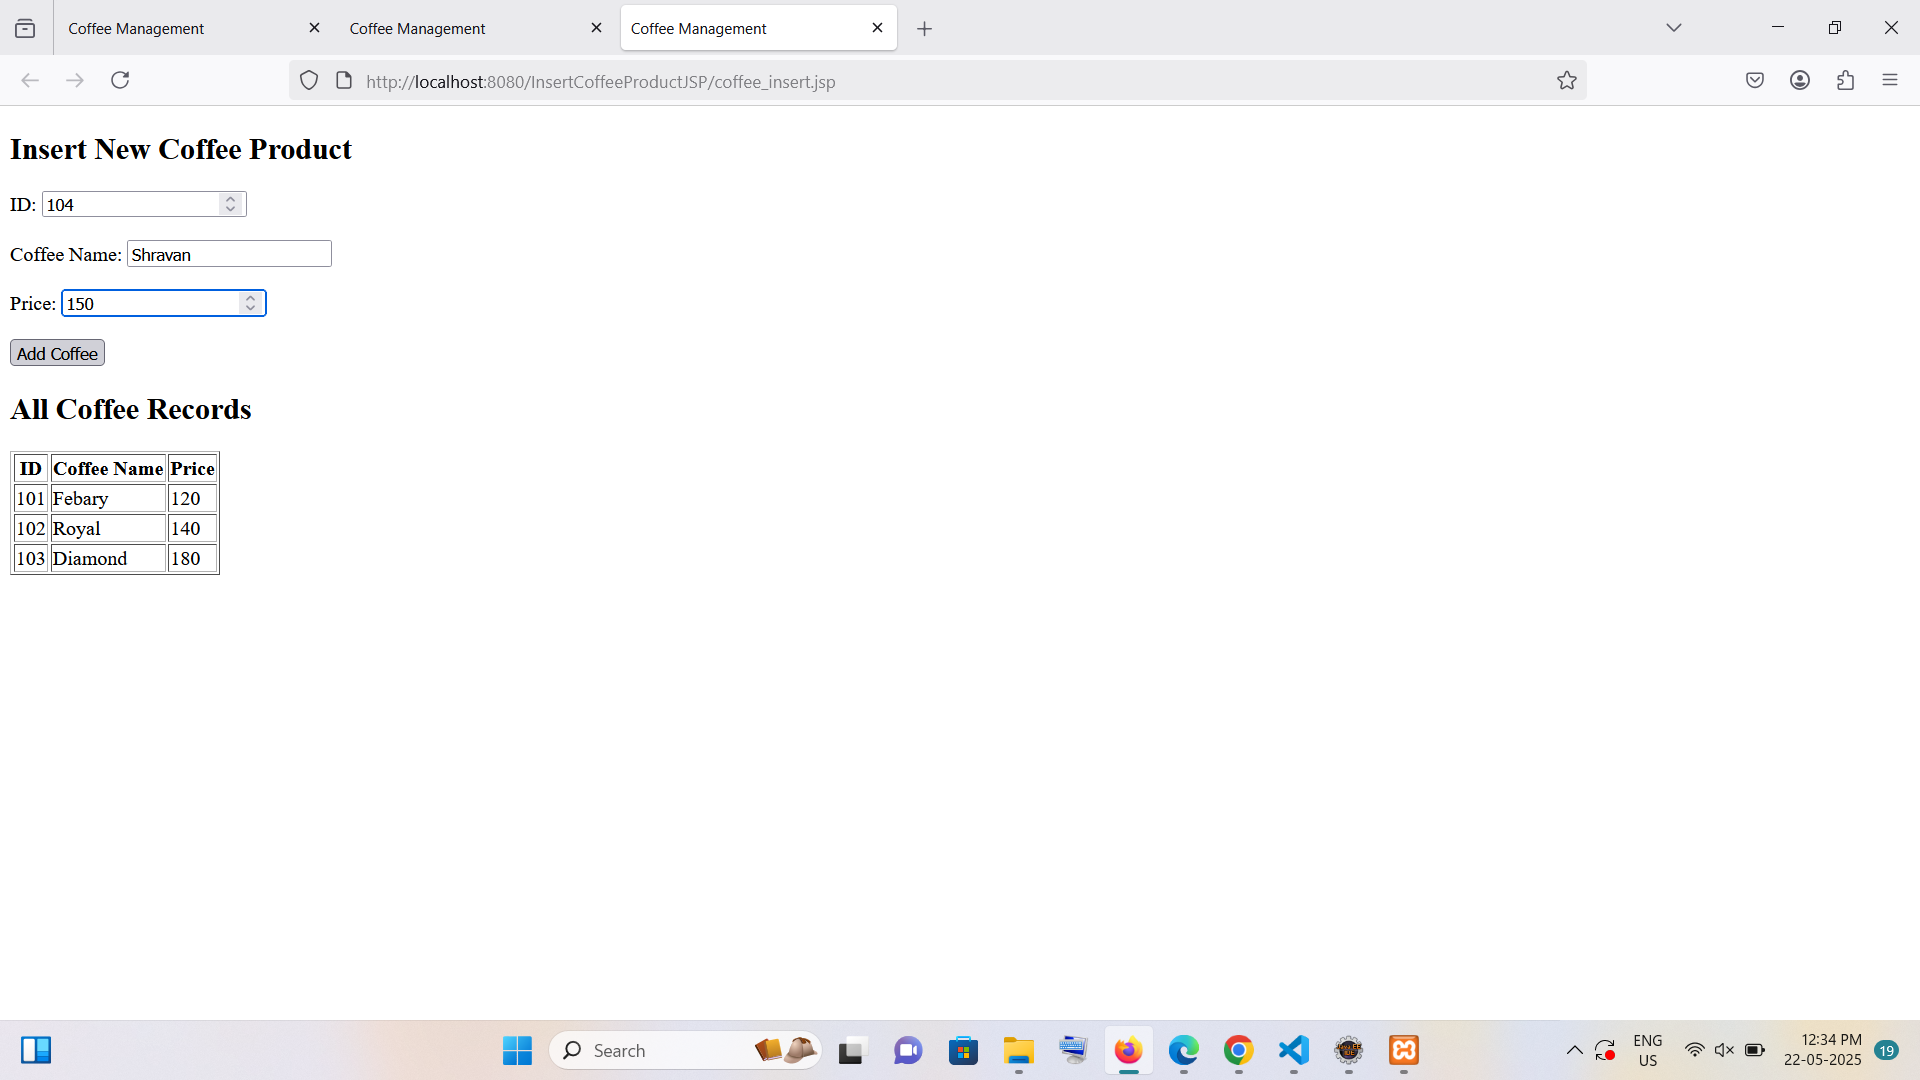 Coffee Management
Coffee Management
Coffee Management
http://localhost:8080/InsertCoffeeProductJSP/coffee_insert.jsp
Insert New Coffee Product
ID: 104
Coffee Name: Shravan
Price: 150
Add Coffee
All Coffee Records
ID Coffee Name Price
101 Febary 120
102 Royal 140
103 Diamond 180
Search
ENG
US
12:34 PM
22-05-2025
19